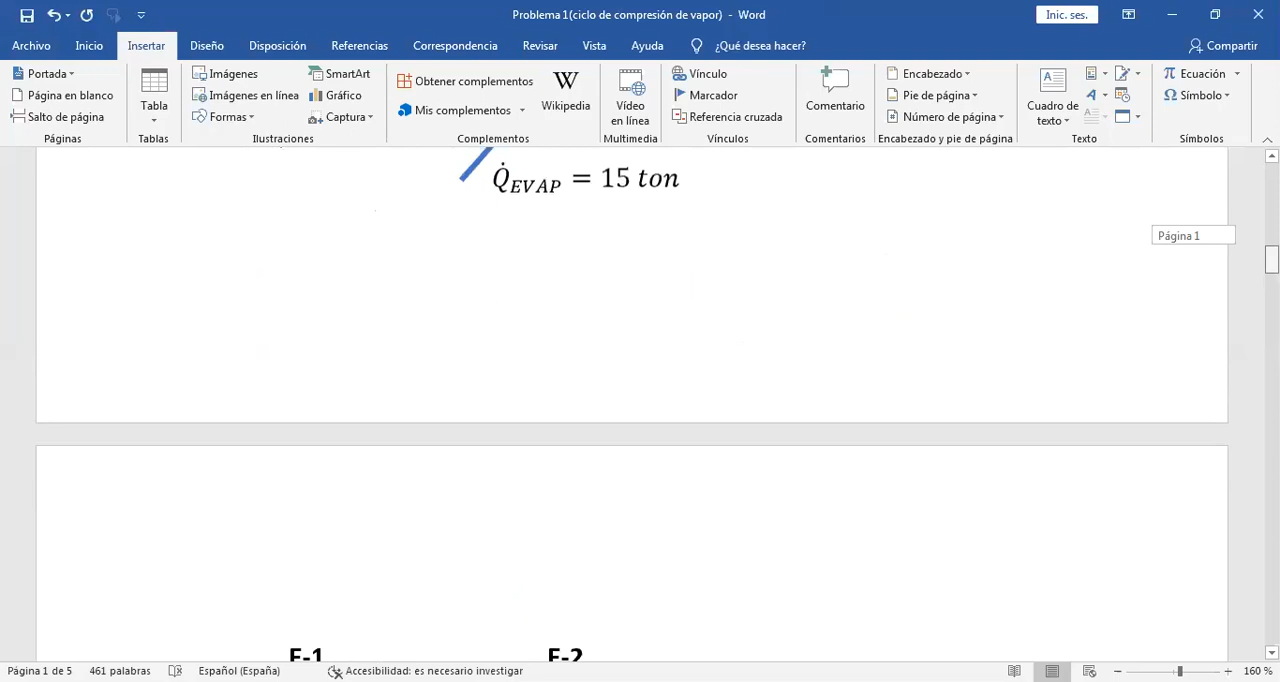 Problema 1(ciclo de compresión de vapor) - Word
Inic. ses.
Archivo Inicio Insertar Diseño Disposición Referencias Correspondencia Revisar Vista Ayuda ¿Qué desea hacer? Compartir
Portada
Página en blanco
Salto de página
Páginas
Tabla
Tablas
Imágenes
Imágenes en línea
Formas
SmartArt
Gráfico
Captura
Ilustraciones
Obtener complementos
Mis complementos
Wikipedia
Complementos
Vídeo
en línea
Multimedia
Vínculo
Marcador
Referencia cruzada
Vínculos
Comentario
Comentarios
Encabezado
Pie de página
Número de página
Encabezado y pie de página
Cuadro de
texto
Texto
π Ecuación
Ω Símbolo
Símbolos
Q̇_EVAP = 15 ton
Página 1
E-1 E-2
Página 1 de 5 461 palabras Español (España) Accesibilidad: es necesario investigar 160 %